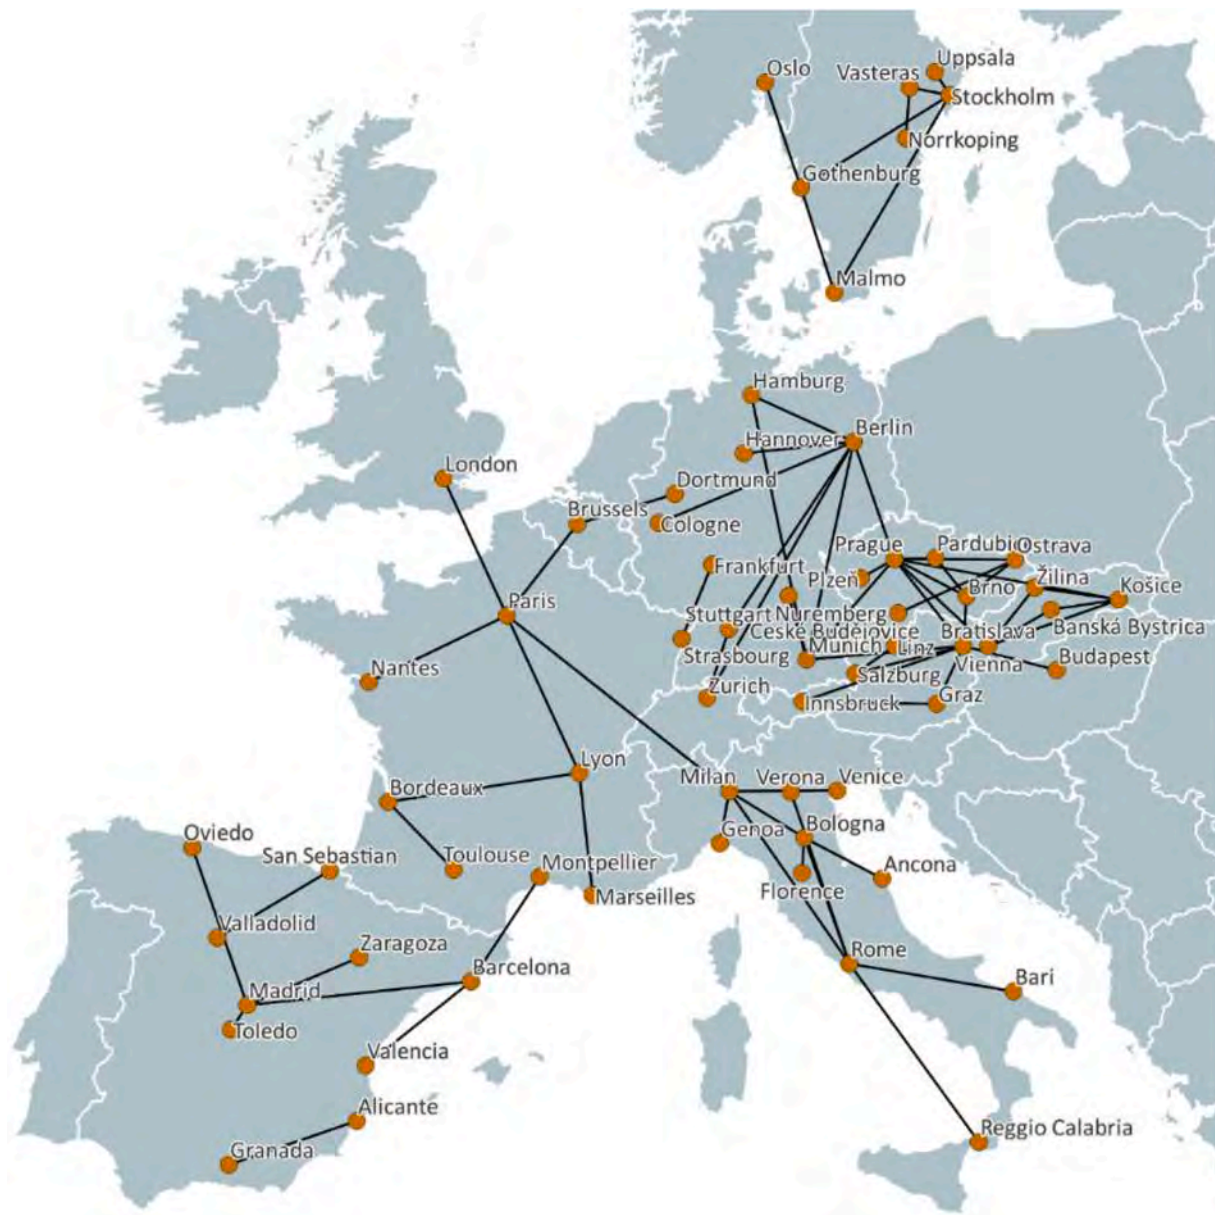 Uppsala
Oslo
Vasteras
Stockholm
Norrkoping
Gothenburg
Malmo
Hamburg
Hannover
Berlin
London
Dortmund
Brussels
Cologne
Prague
Pardubi
Ostrava
Frankfurt
Plzeň
Žilina
Košice
Brno
Paris
Stuttgart
Nuremberg
České Budějovice
Bratislava
Banská Bystrica
Munich
Linz
Strasbourg
Vienna
Budapest
Nantes
Salzburg
Zurich
Innsbruck
Graz
Lyon
Milan
Verona
Venice
Bordeaux
Genoa
Bologna
Oviedo
San Sebastian
Toulouse
Montpellier
Ancona
Florence
Marseilles
Valladolid
Zaragoza
Rome
Barcelona
Bari
Madrid
Toledo
Valencia
Alicante
Reggio Calabria
Granada